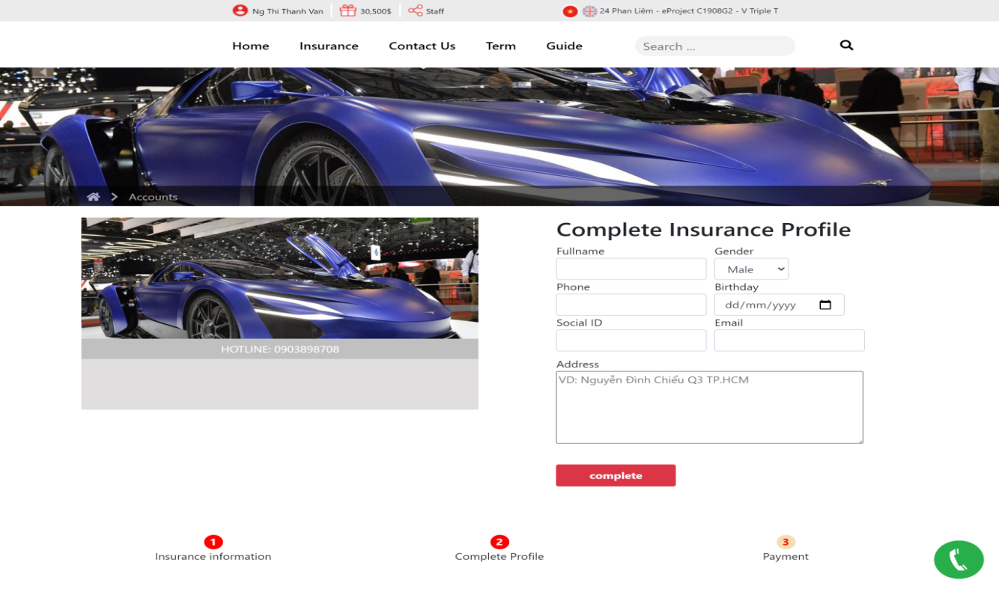 Ng Thi Thanh Van 30,500$ Staff 24 Phan Liêm - eProject C1908G2 - V Triple T
Home Insurance Contact Us Term Guide Search ...
Accounts
HOTLINE: 0903898708
Complete Insurance Profile
Fullname Gender
Male
Phone Birthday
dd/mm/yyyy
Social ID Email
Address
VD: Nguyễn Đình Chiểu Q3 TP.HCM
complete
1 2 3
Insurance information Complete Profile Payment